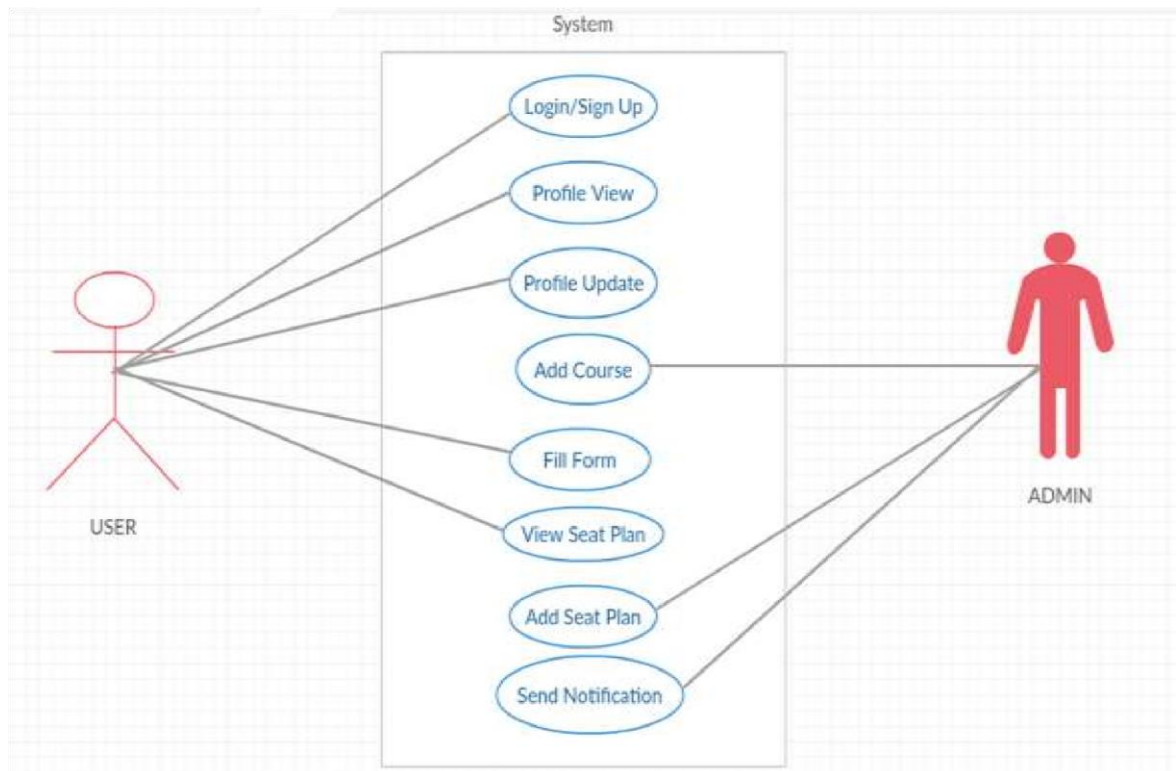 System
Login/Sign Up
Profile View
Profile Update
Add Course
Fill Form
View Seat Plan
Add Seat Plan
Send Notification
USER
ADMIN